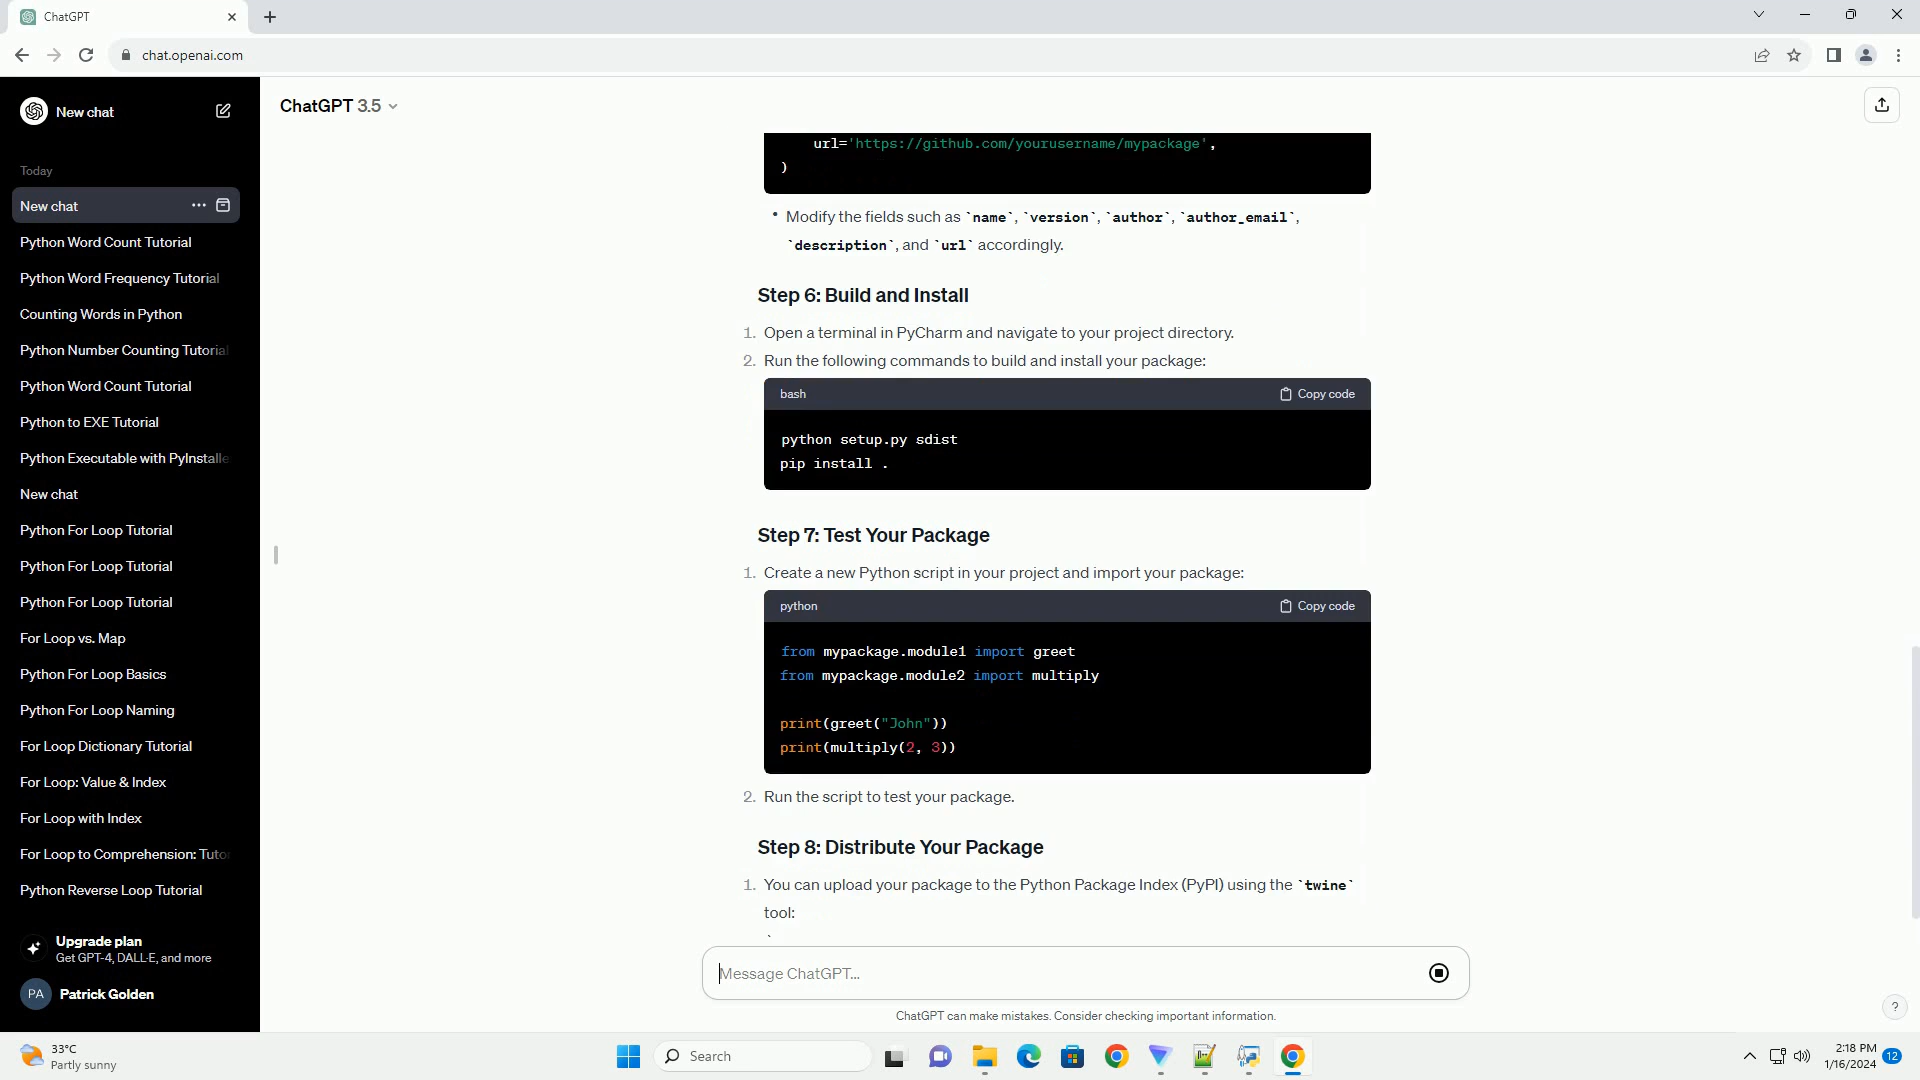 ChatGPT
chat.openai.com
New chat
Today
New chat
Python Word Count Tutorial
Python Word Frequency Tutorial
Counting Words in Python
Python Number Counting Tutorial
Python Word Count Tutorial
Python to EXE Tutorial
Python Executable with PyInstalle
New chat
Python For Loop Tutorial
Python For Loop Tutorial
Python For Loop Tutorial
For Loop vs. Map
Python For Loop Basics
Python For Loop Naming
For Loop Dictionary Tutorial
For Loop: Value & Index
For Loop with Index
For Loop to Comprehension: Tuto
Python Reverse Loop Tutorial
Upgrade plan
Get GPT-4, DALL·E, and more
PA Patrick Golden
ChatGPT 3.5
url='https://github.com/yourusername/mypackage',
)
• Modify the fields such as `name`, `version`, `author`, `author_email`,
`description`, and `url` accordingly.
Step 6: Build and Install
1. Open a terminal in PyCharm and navigate to your project directory.
2. Run the following commands to build and install your package:
bash Copy code
python setup.py sdist
pip install .
Step 7: Test Your Package
1. Create a new Python script in your project and import your package:
python Copy code
from mypackage.module1 import greet
from mypackage.module2 import multiply
print(greet("John"))
print(multiply(2, 3))
2. Run the script to test your package.
Step 8: Distribute Your Package
1. You can upload your package to the Python Package Index (PyPI) using the `twine`
tool:
`
Message ChatGPT...
ChatGPT can make mistakes. Consider checking important information.
?
33°C
Partly sunny
Search
2:18 PM
1/16/2024
12